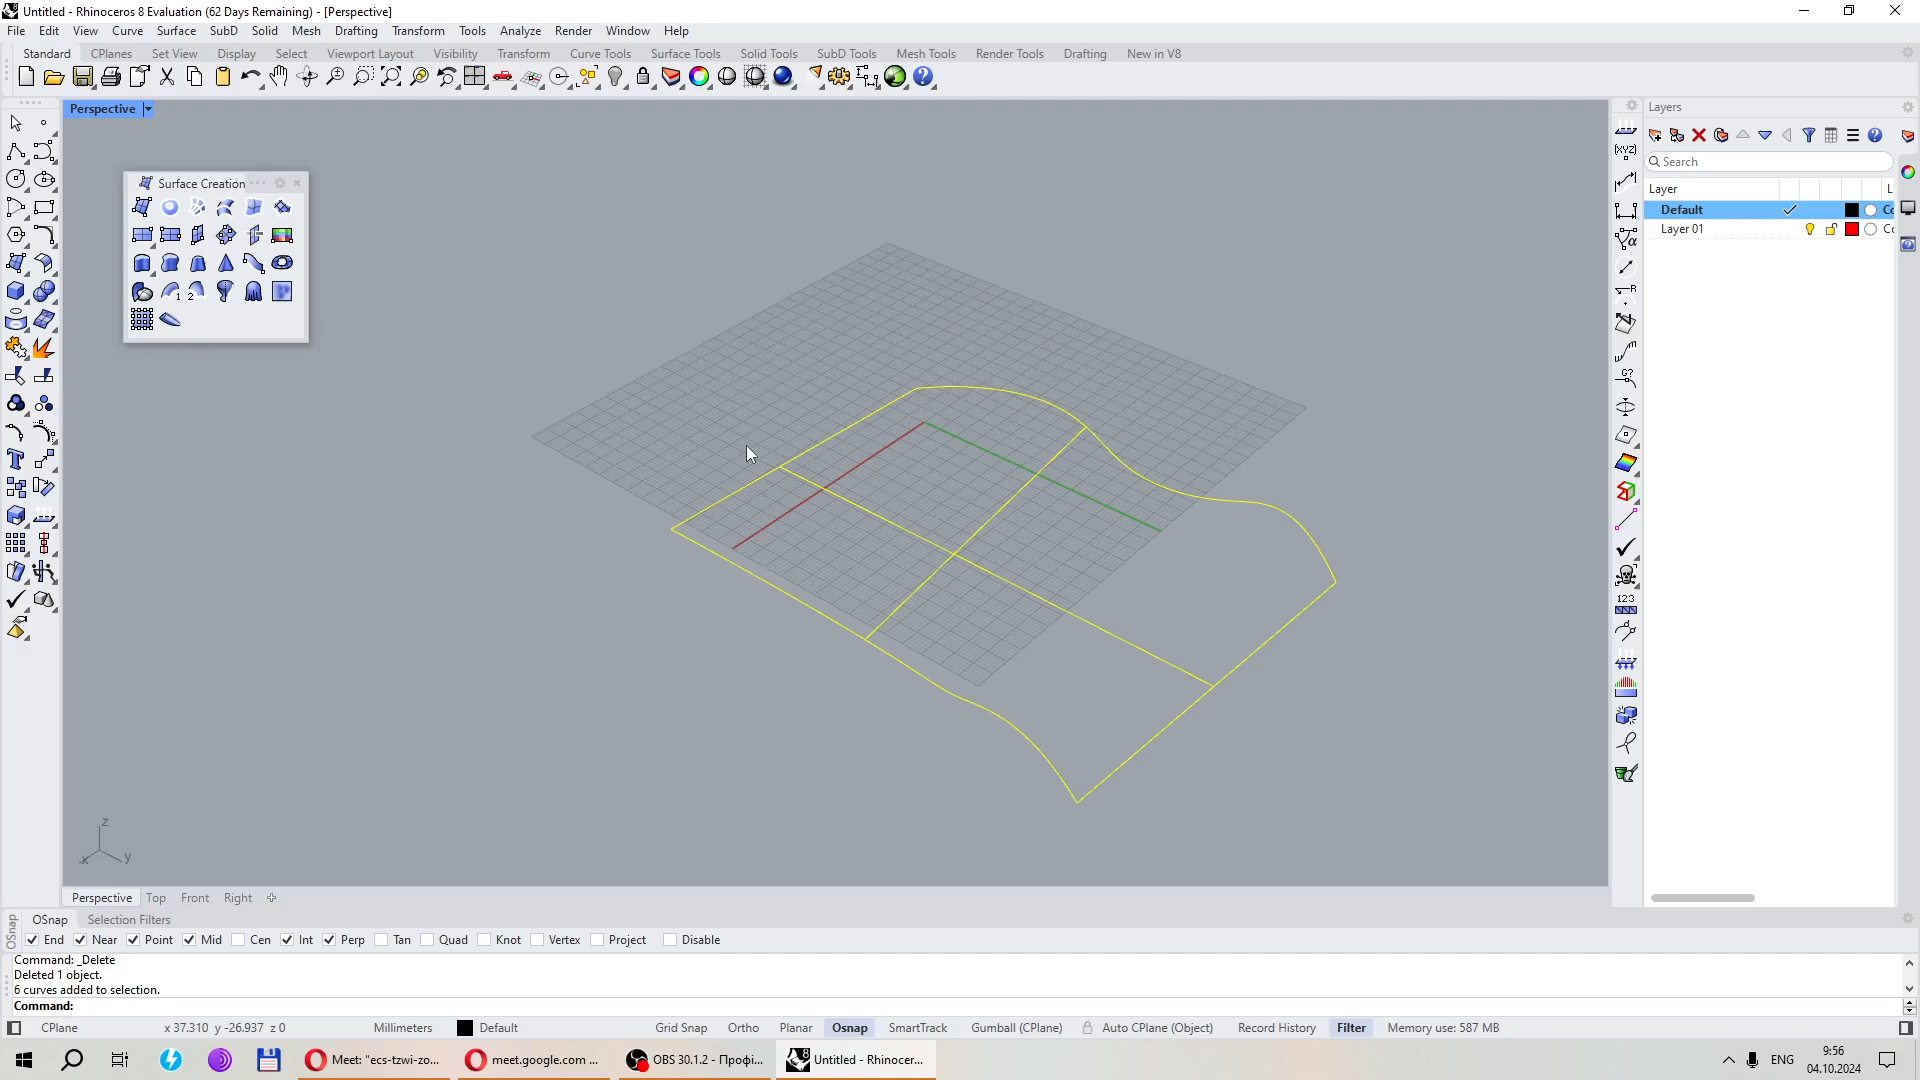 Untitled - Rhinoceros 8 Evaluation (62 Days Remaining) - [Perspective]
File Edit View Curve Surface SubD Solid Mesh Drafting Transform Tools Analyze Render Window Help
Standard CPlanes Set View Display Select Viewport Layout Visibility Transform Curve Tools Surface Tools Solid Tools SubD Tools Mesh Tools Render Tools Drafting New in V8
Perspective
Layers
Search
Layer L
Default Co
Layer 01 Co
Surface Creation
1 2
XYZ
R
G?
123
z
x y
Perspective Top Front Right
OSnap
OSnap Selection Filters
End Near Point Mid Cen Int Perp Tan Quad Knot Vertex Project Disable
Command: _Delete
Deleted 1 object.
6 curves added to selection.
Command:
CPlane x 37.310 y -26.937 z 0 Millimeters Default Grid Snap Ortho Planar Osnap SmartTrack Gumball (CPlane) Auto CPlane (Object) Record History Filter Memory use: 587 MB
Meet: "ecs-tzwi-zo... meet.google.com ... OBS 30.1.2 - Профі... Untitled - Rhinocer... ENG
9:56
04.10.2024